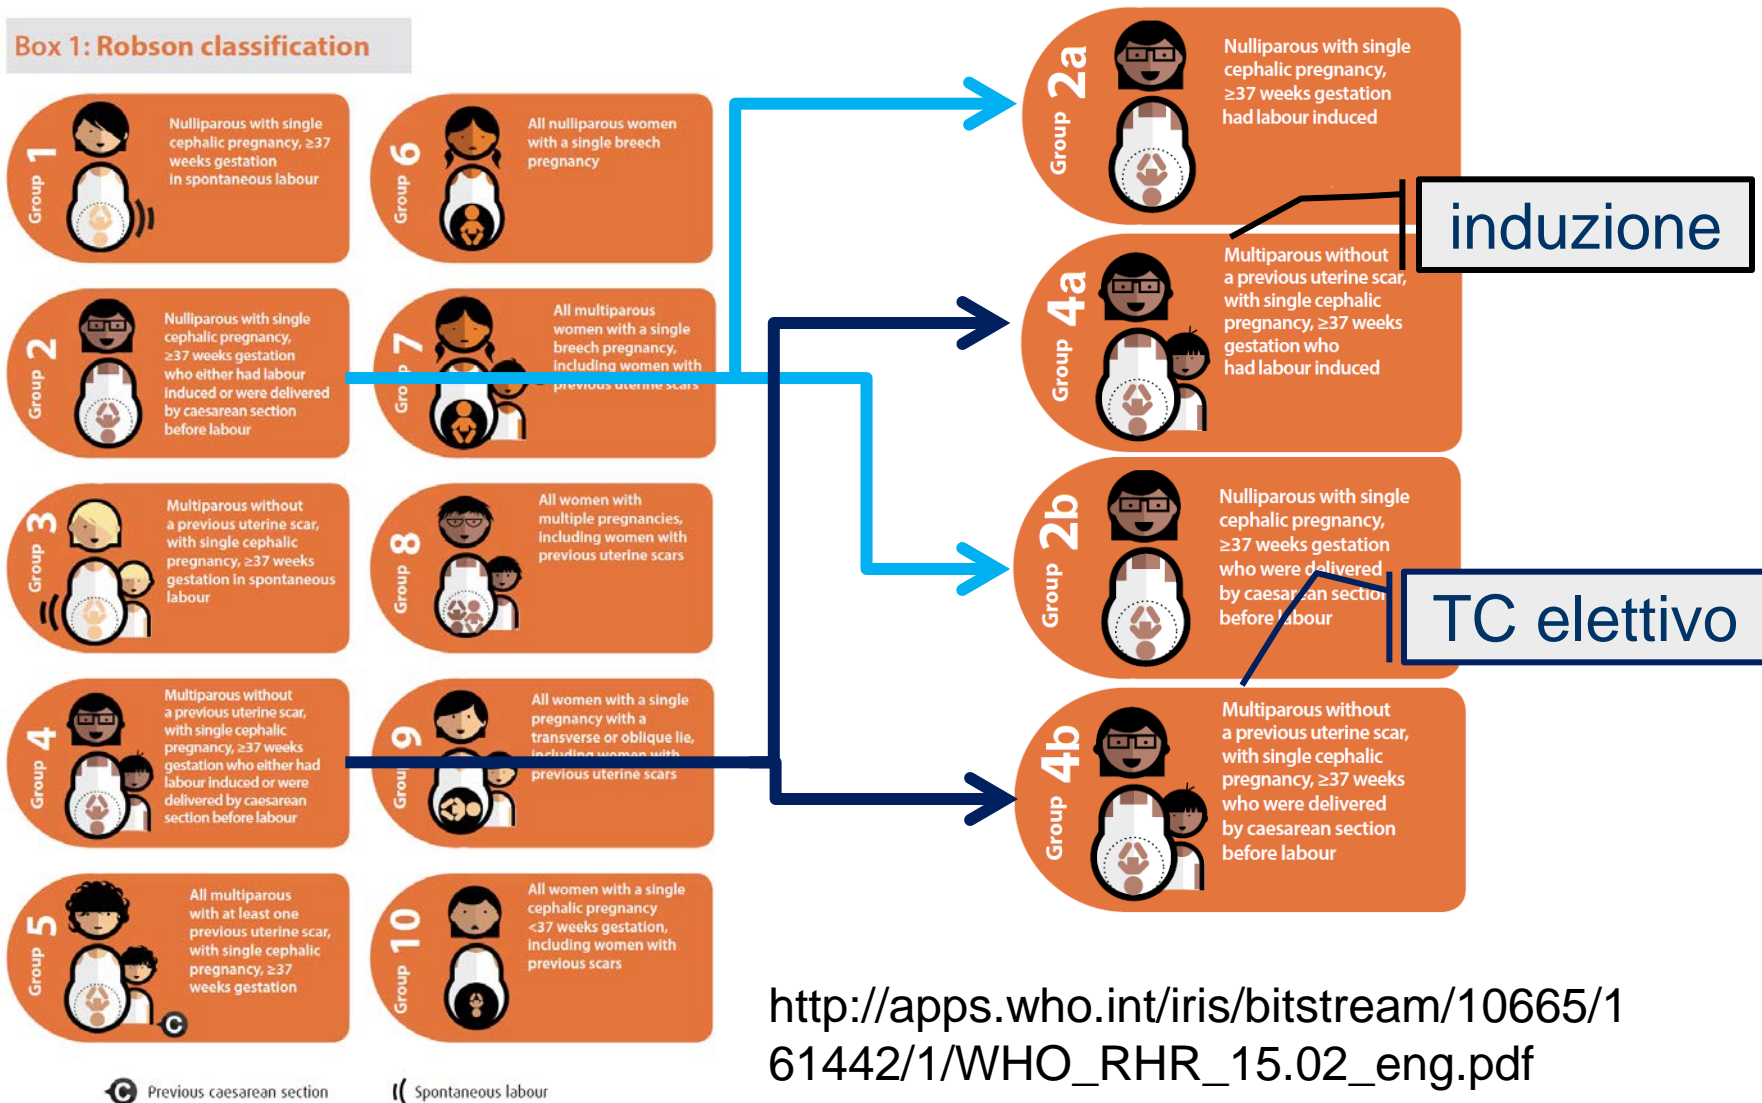 Box 1: Robson classification
Group 1
Nulliparous with single
cephalic pregnancy, ≥37
weeks gestation
in spontaneous labour
Group 2
Nulliparous with single
cephalic pregnancy,
≥37 weeks gestation
who either had labour
induced or were delivered
by caesarean section
before labour
Group 3
Multiparous without
a previous uterine scar,
with single cephalic
pregnancy, ≥37 weeks
gestation in spontaneous
labour
Group 4
Multiparous without
a previous uterine scar,
with single cephalic
pregnancy, ≥37 weeks
gestation who either had
labour induced or were
delivered by caesarean
section before labour
Group 5
All multiparous
with at least one
previous uterine scar,
with single cephalic
pregnancy, ≥37
weeks gestation
C
Group 6
All nulliparous women
with a single breech
pregnancy
Group 7
All multiparous
women with a single
breech pregnancy,
including women with
previous uterine scars
Group 8
All women with
multiple pregnancies,
including women with
previous uterine scars
Group 9
All women with a single
pregnancy with a
transverse or oblique lie,
including women with
previous uterine scars
Group 10
All women with a single
cephalic pregnancy
<37 weeks gestation,
including women with
previous scars
C Previous caesarean section
Spontaneous labour
Group 2a
Nulliparous with single
cephalic pregnancy,
≥37 weeks gestation
had labour induced
Group 4a
Multiparous without
a previous uterine scar,
with single cephalic
pregnancy, ≥37 weeks
gestation who
had labour induced
induzione
Group 2b
Nulliparous with single
cephalic pregnancy,
≥37 weeks gestation
who were delivered
by caesarean section
before labour
TC elettivo
Group 4b
Multiparous without
a previous uterine scar,
with single cephalic
pregnancy, ≥37 weeks
who were delivered
by caesarean section
before labour
http://apps.who.int/iris/bitstream/10665/1
61442/1/WHO_RHR_15.02_eng.pdf